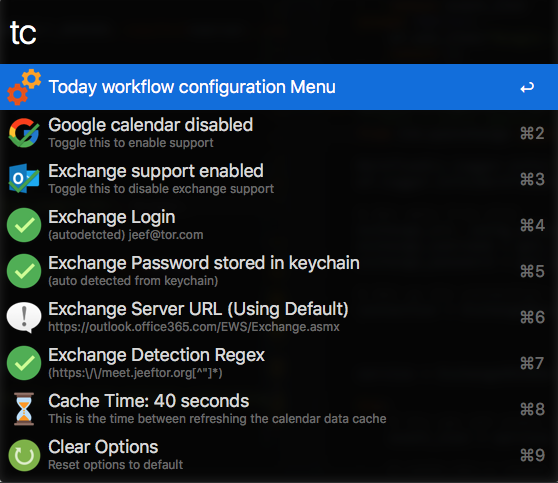 tc
Today workflow configuration Menu ↩
Google calendar disabled ⌘2
Toggle this to enable support
Exchange support enabled ⌘3
Toggle this to disable exchange support
Exchange Login ⌘4
(autodetcted) jeef@tor.com
Exchange Password stored in keychain ⌘5
(auto detected from keychain)
Exchange Server URL (Using Default) ⌘6
https://outlook.office365.com/EWS/Exchange.asmx
Exchange Detection Regex ⌘7
(https:\/\/meet.jeeftor.org[^"]*)
Cache Time: 40 seconds ⌘8
This is the time between refreshing the calendar data cache
Clear Options ⌘9
Reset options to default